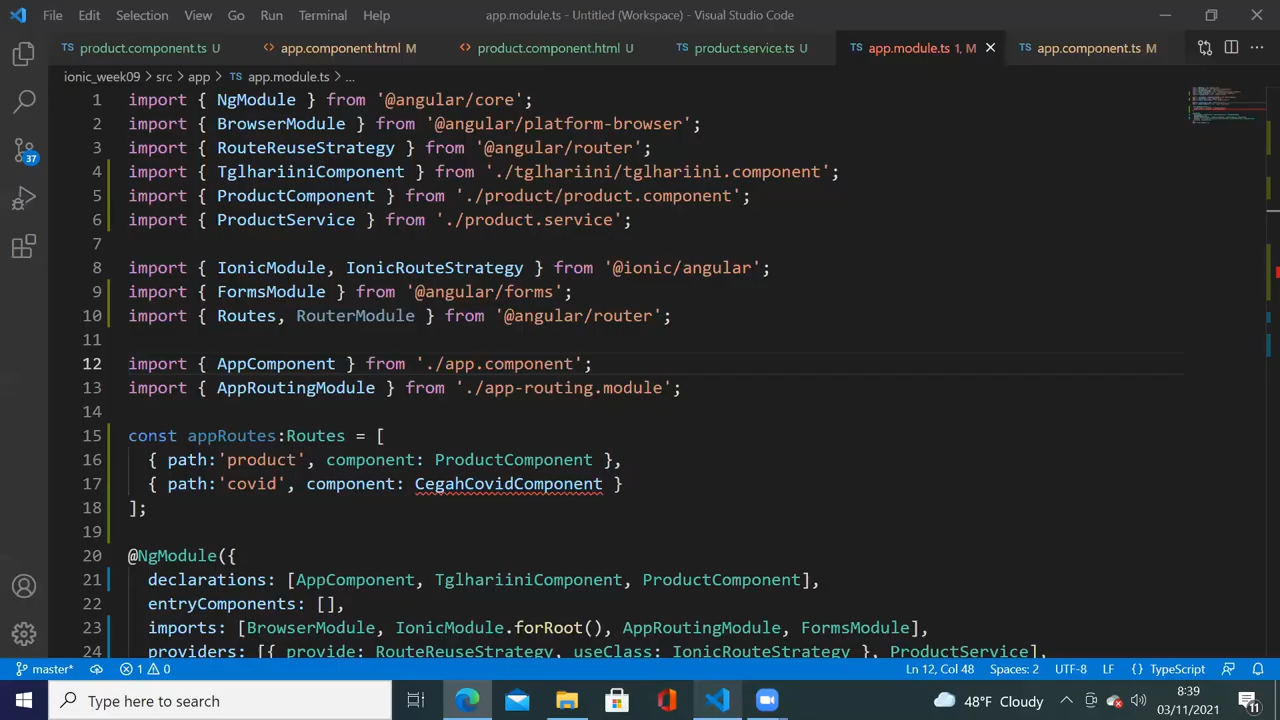 File Edit Selection View Go Run Terminal Help app.module.ts - Untitled (Workspace) - Visual Studio Code
product.component.ts U <> app.component.html M <> product.component.html U product.service.ts U app.module.ts 1, M app.component.ts M
ionic_week09 > src > app > app.module.ts > ...
1 import { NgModule } from '@angular/core';
2 import { BrowserModule } from '@angular/platform-browser';
3 import { RouteReuseStrategy } from '@angular/router';
4 import { TglhariiniComponent } from './tglhariini/tglhariini.component';
5 import { ProductComponent } from './product/product.component';
6 import { ProductService } from './product.service';
7
8 import { IonicModule, IonicRouteStrategy } from '@ionic/angular';
9 import { FormsModule } from '@angular/forms';
10 import { Routes, RouterModule } from '@angular/router';
11
12 import { AppComponent } from './app.component';
13 import { AppRoutingModule } from './app-routing.module';
14
15 const appRoutes:Routes = [
16 { path:'product', component: ProductComponent },
17 { path:'covid', component: CegahCovidComponent }
18 ];
19
20 @NgModule({
21 declarations: [AppComponent, TglhariiniComponent, ProductComponent],
22 entryComponents: [],
23 imports: [BrowserModule, IonicModule.forRoot(), AppRoutingModule, FormsModule],
24 providers: [{ provide: RouteReuseStrategy, useClass: IonicRouteStrategy }, ProductService],
37
master* 1 0 Ln 12, Col 48 Spaces: 2 UTF-8 LF {} TypeScript
Type here to search 48°F Cloudy 8:39
03/11/2021 11